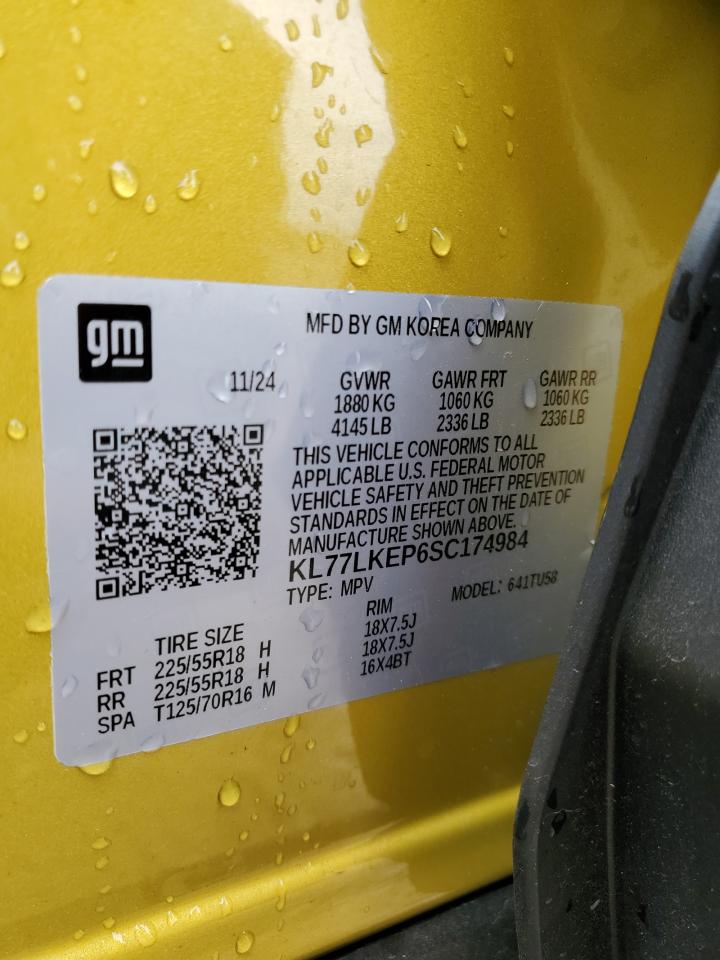 gm
MFD BY GM KOREA COMPANY
11/24 GVWR GAWR FRT GAWR RR
1880 KG 1060 KG 1060 KG
4145 LB 2336 LB 2336 LB
THIS VEHICLE CONFORMS TO ALL
APPLICABLE U.S. FEDERAL MOTOR
VEHICLE SAFETY AND THEFT PREVENTION
STANDARDS IN EFFECT ON THE DATE OF
MANUFACTURE SHOWN ABOVE.
KL77LKEP6SC174984
TYPE: MPV MODEL: 641TU58
TIRE SIZE RIM
FRT 225/55R18 H 18X7.5J
RR 225/55R18 H 18X7.5J
SPA T125/70R16 M 16X4BT